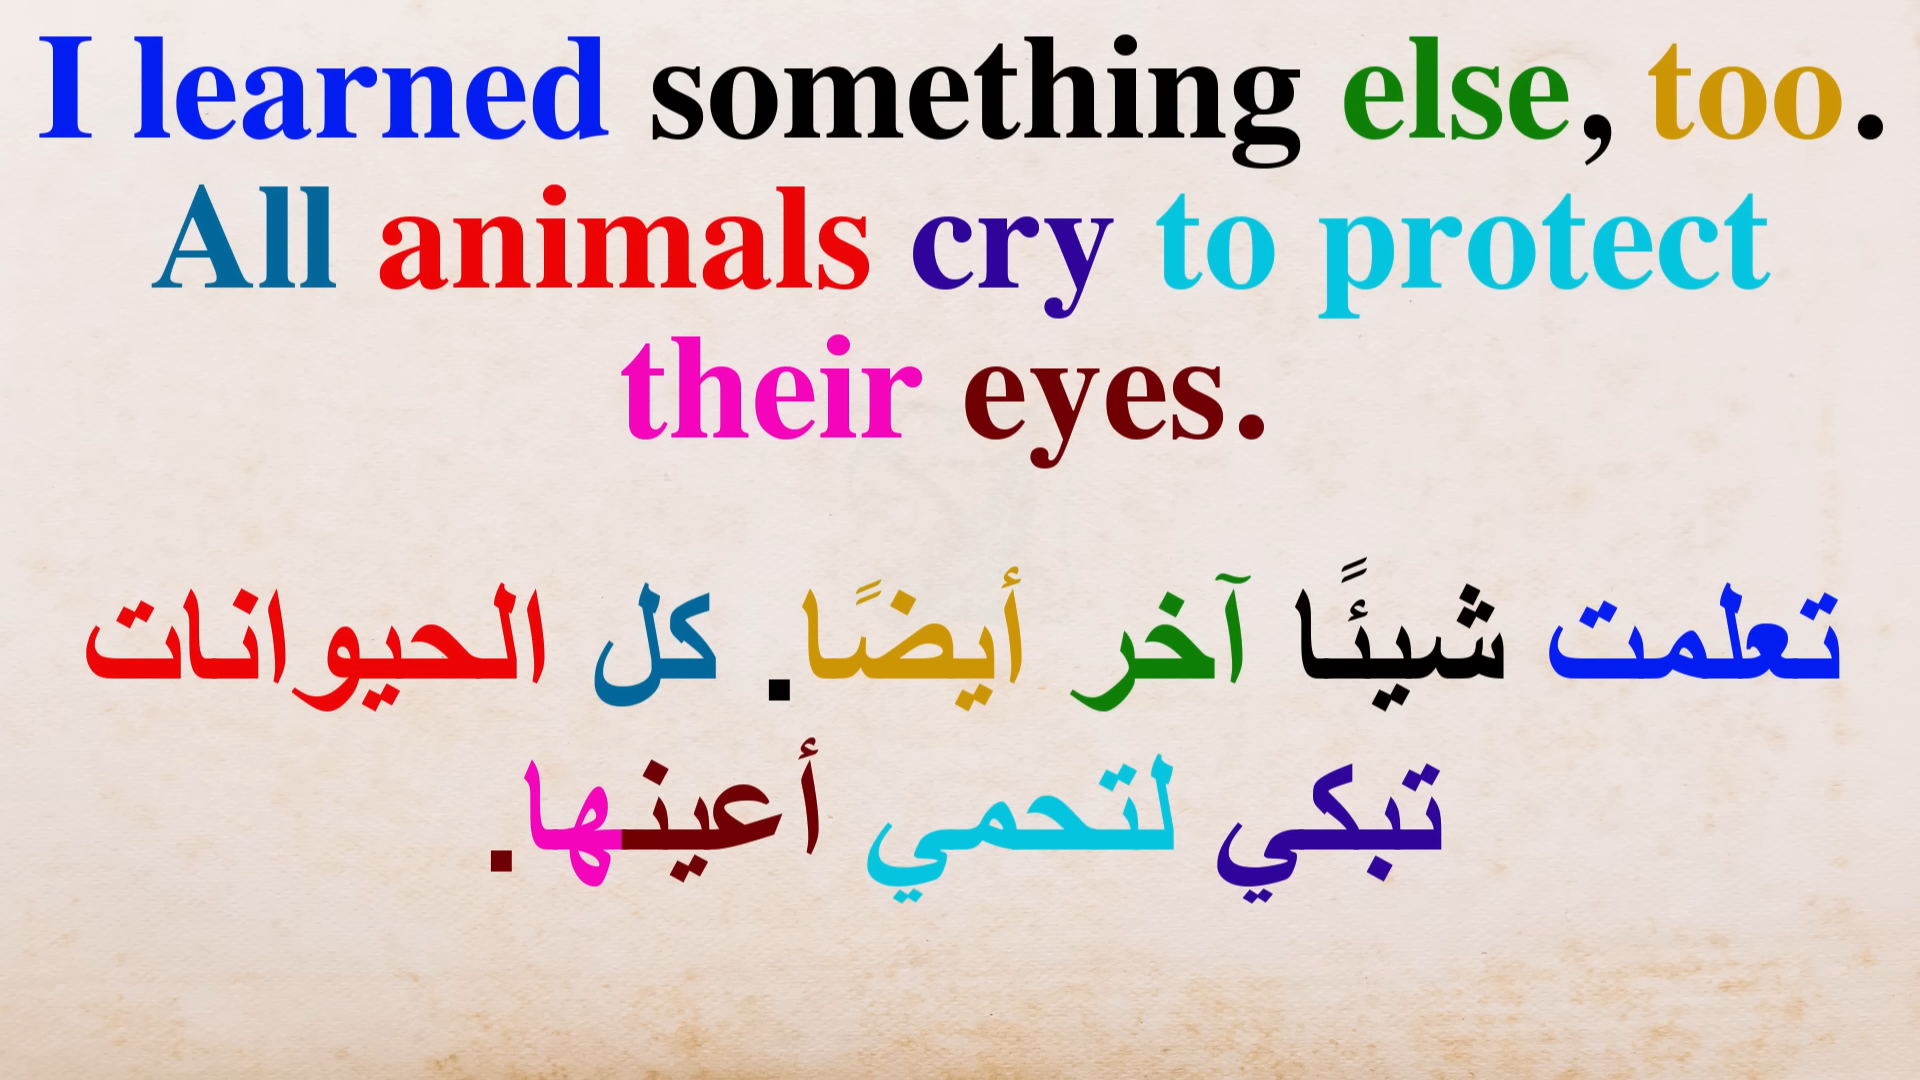 I learned something else, too.
All animals cry to protect
their eyes.
تعلمت شيئًا آخر أيضًا. كل الحيوانات
تبكي لتحمي أعينها.